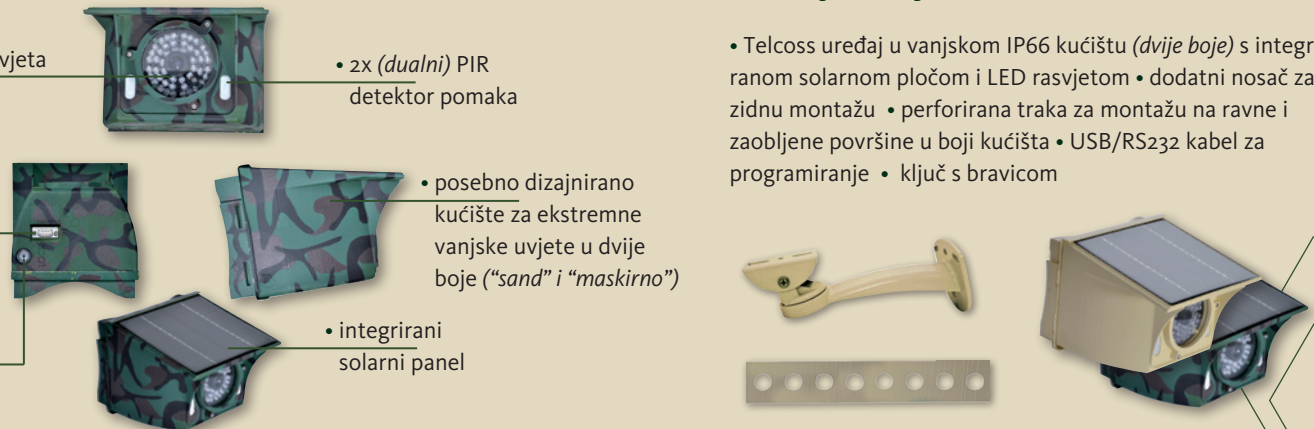 vjeta
• 2x (dualni) PIR
detektor pomaka
• posebno dizajnirano
kućište za ekstremne
vanjske uvjete u dvije
boje (“sand” i “maskirno”)
• integrirani
solarni panel
• Telcoss uređaj u vanjskom IP66 kućištu (dvije boje) s integr
ranom solarnom pločom i LED rasvjetom • dodatni nosač za
zidnu montažu • perforirana traka za montažu na ravne i
zaobljene površine u boji kućišta • USB/RS232 kabel za
programiranje • ključ s bravicom